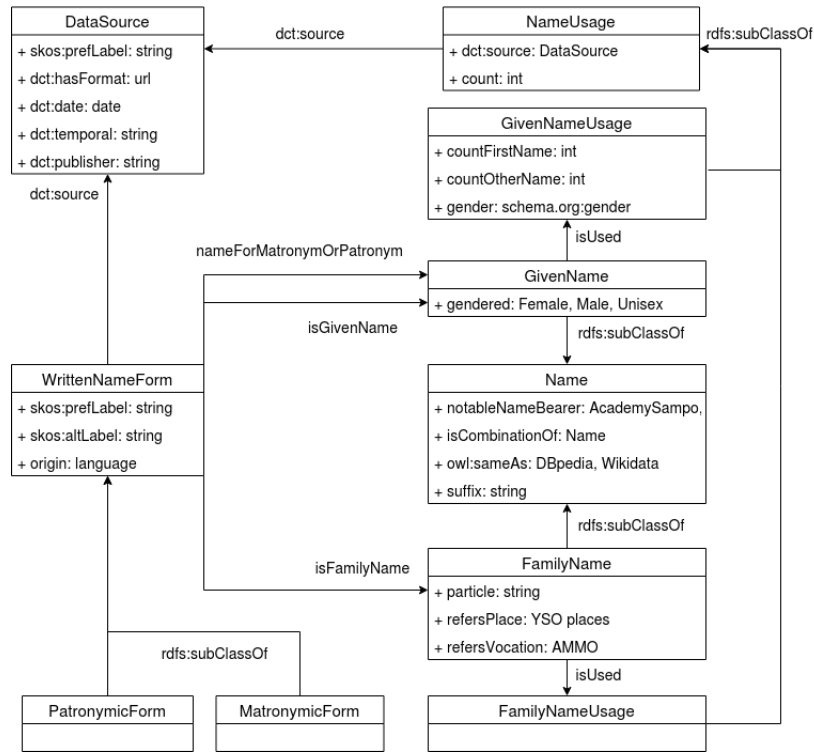 DataSource
+ skos:prefLabel: string
+ dct:hasFormat: url
+ dct:date: date
+ dct:temporal: string
+ dct:publisher: string
dct:source
NameUsage
+ dct:source: DataSource
+ count: int
rdfs:subClassOf
GivenNameUsage
+ countFirstName: int
+ countOtherName: int
+ gender: schema.org:gender
dct:source
isUsed
nameForMatronymOrPatronym
GivenName
+ gendered: Female, Male, Unisex
isGivenName
rdfs:subClassOf
WrittenNameForm
+ skos:prefLabel: string
+ skos:altLabel: string
+ origin: language
Name
+ notableNameBearer: AcademySampo,
+ isCombinationOf: Name
+ owl:sameAs: DBpedia, Wikidata
+ suffix: string
rdfs:subClassOf
isFamilyName
FamilyName
+ particle: string
+ refersPlace: YSO places
+ refersVocation: AMMO
rdfs:subClassOf
isUsed
PatronymicForm
MatronymicForm
FamilyNameUsage